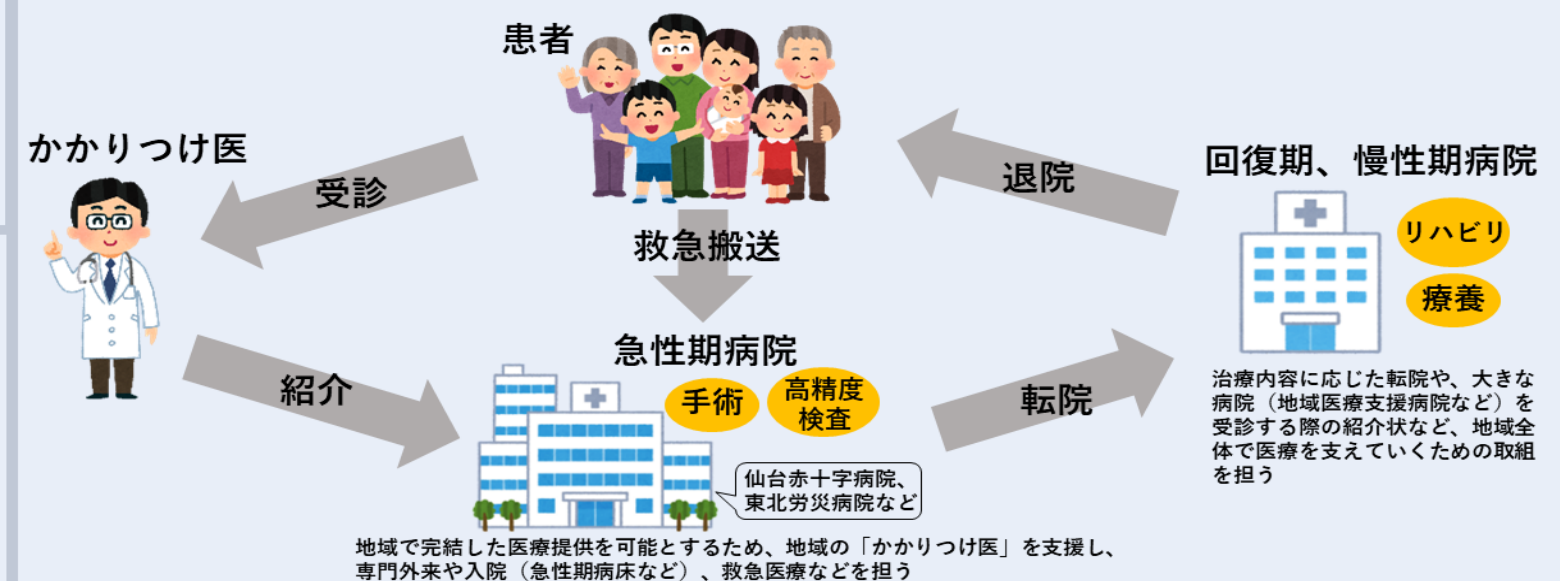 患者
かかりつけ医
受診
救急搬送
退院
回復期、慢性期病院
リハビリ
療養
急性期病院
手術
高精度
検査
紹介
転院
仙台赤十字病院、
東北労災病院など
治療内容に応じた転院や、大きな
病院（地域医療支援病院など）を
受診する際の紹介状など、地域全
体で医療を支えていくための取組
を担う
地域で完結した医療提供を可能とするため、地域の「かかりつけ医」を支援し、
専門外来や入院（急性期病床など）、救急医療などを担う